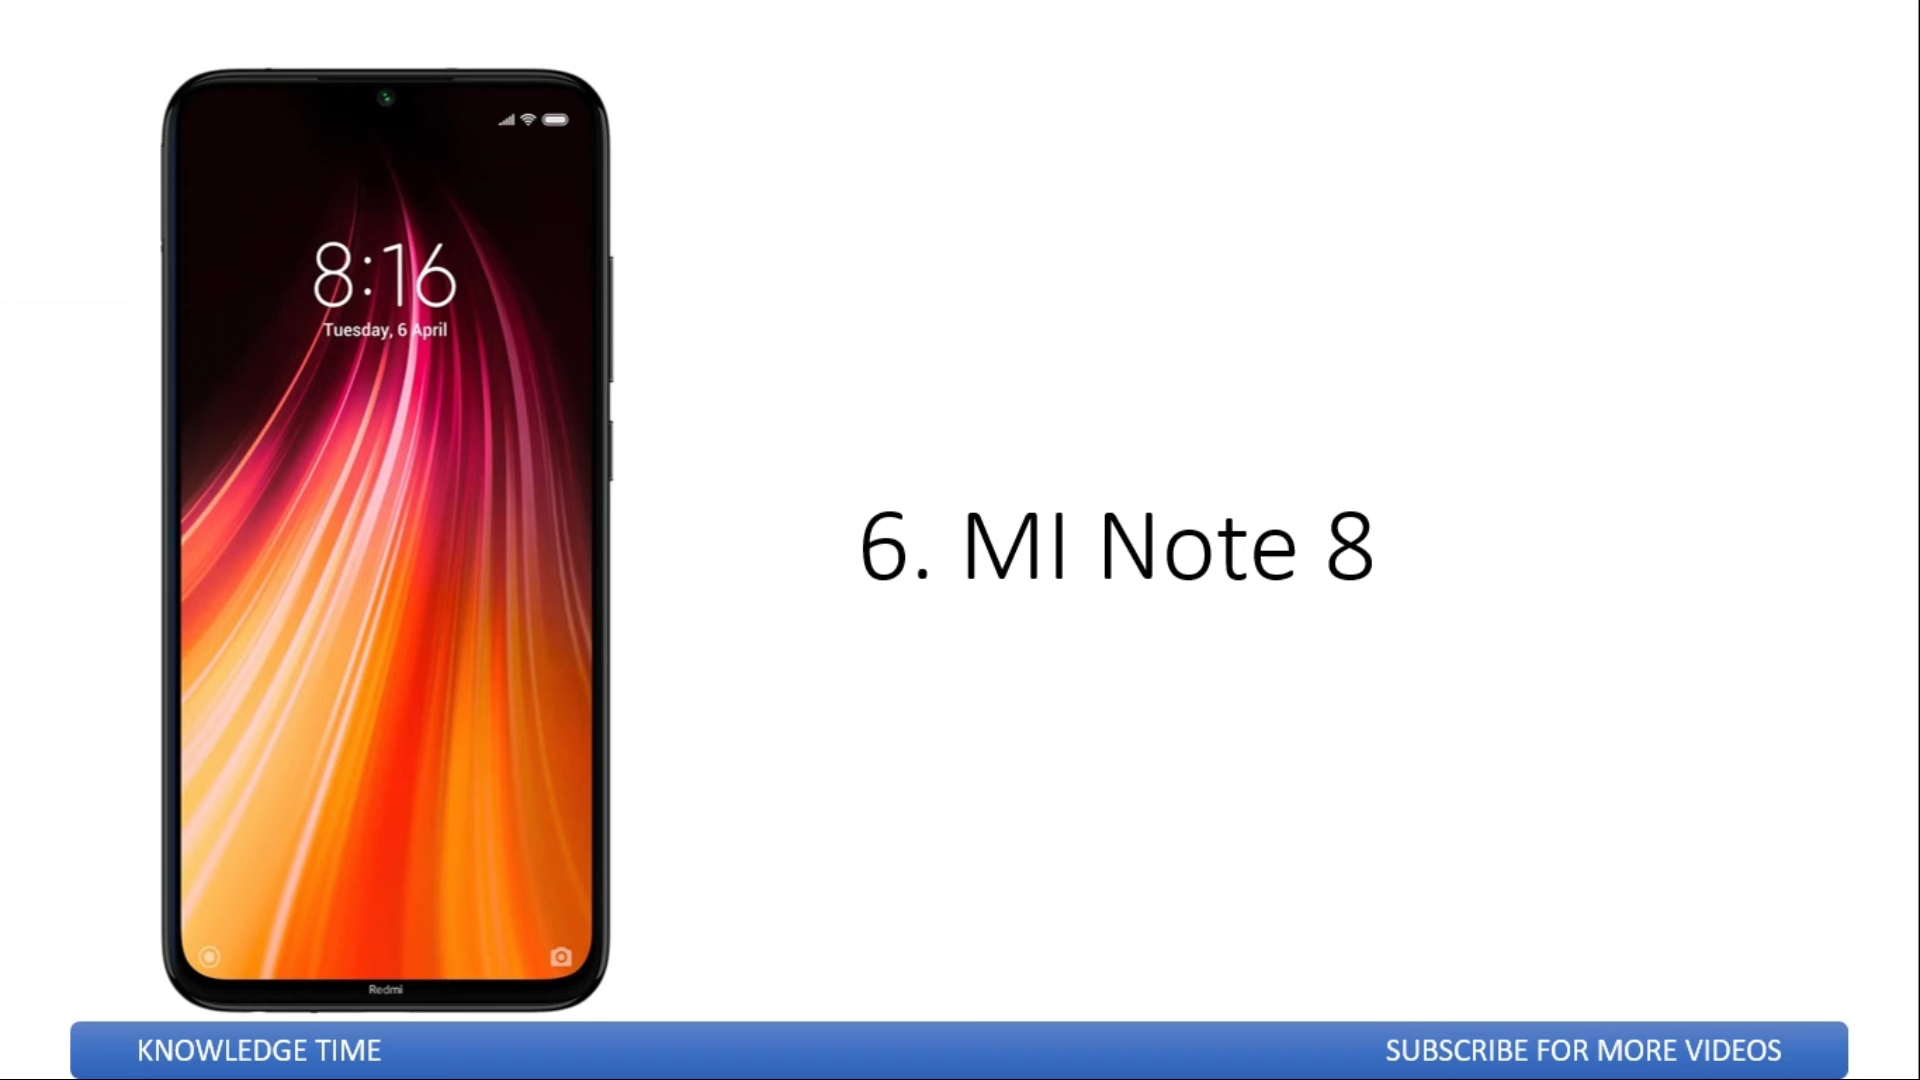 8:16
Tuesday, 6 April
6. MI Note 8
Redmi
KNOWLEDGE TIME
SUBSCRIBE FOR MORE VIDEOS